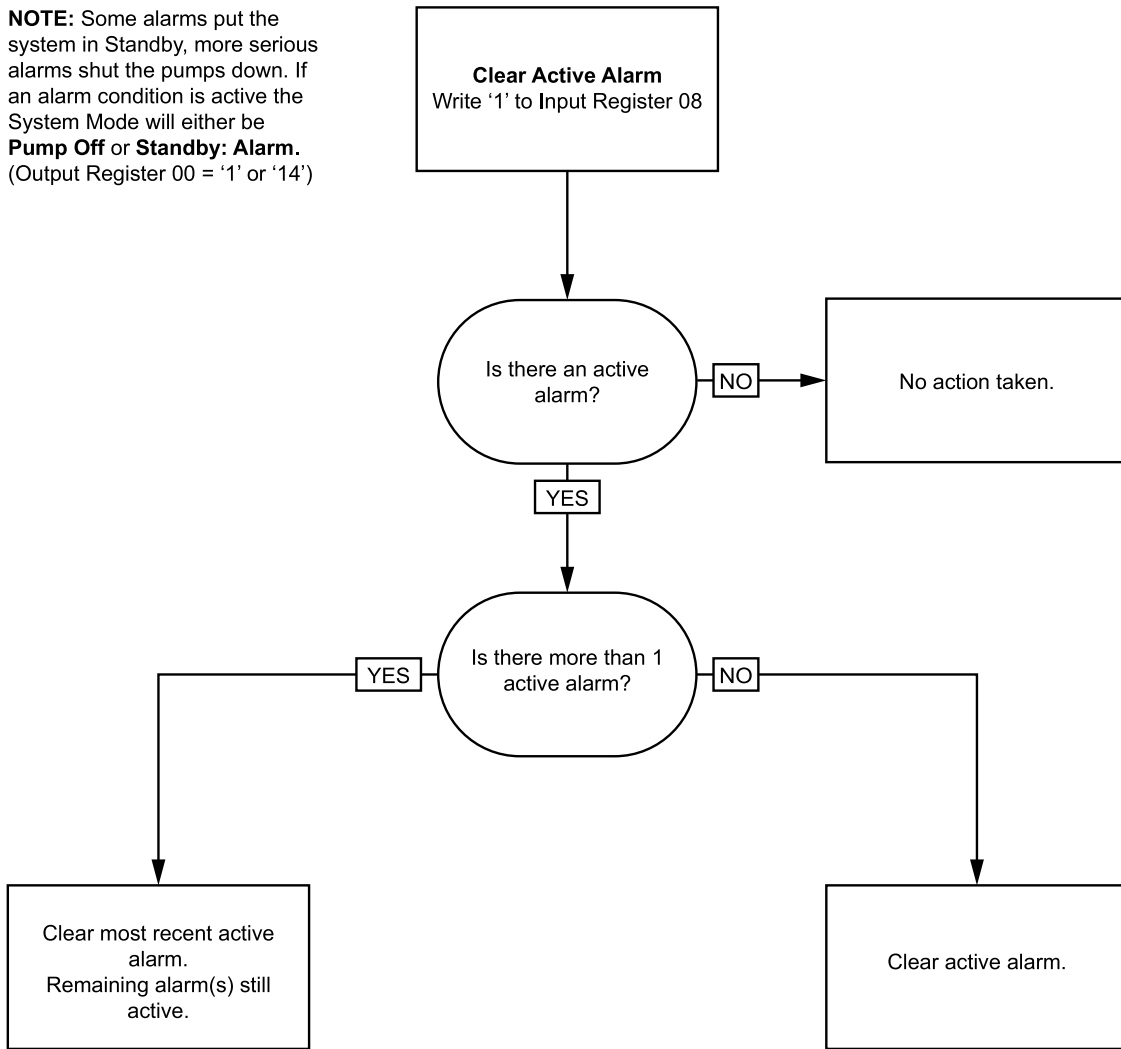 NOTE: Some alarms put the
system in Standby, more serious
alarms shut the pumps down. If
an alarm condition is active the
System Mode will either be
Pump Off or Standby: Alarm.
(Output Register 00 = ‘1’ or ‘14’)
Clear Active Alarm
Write ‘1’ to Input Register 08
Is there an active
alarm?
NO
No action taken.
YES
Is there more than 1
active alarm?
YES
NO
Clear most recent active
alarm.
Remaining alarm(s) still
active.
Clear active alarm.